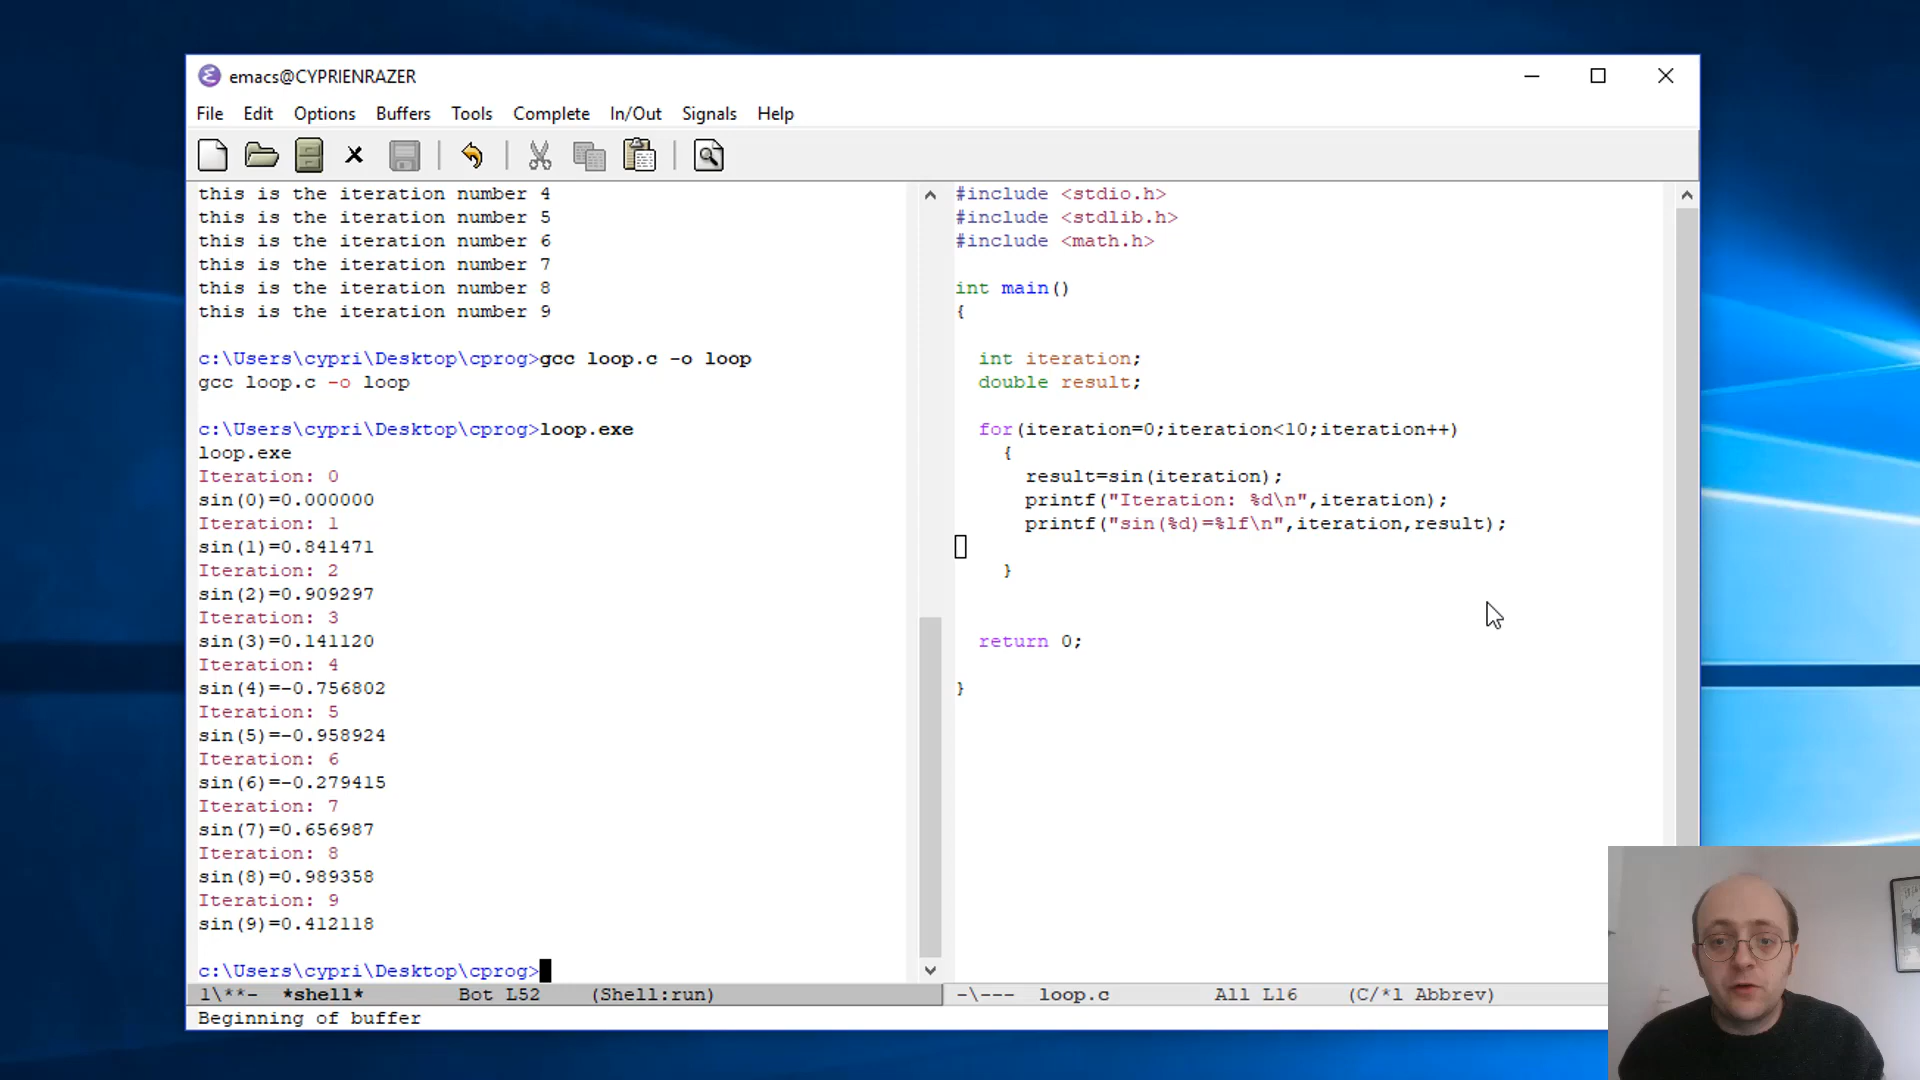 emacs@CYPRIENRAZER
File Edit Options Buffers Tools Complete In/Out Signals Help
this is the iteration number 4
this is the iteration number 5
this is the iteration number 6
this is the iteration number 7
this is the iteration number 8
this is the iteration number 9
c:\Users\cypri\Desktop\cprog>gcc loop.c -o loop
gcc loop.c -o loop
c:\Users\cypri\Desktop\cprog>loop.exe
loop.exe
Iteration: 0
sin(0)=0.000000
Iteration: 1
sin(1)=0.841471
Iteration: 2
sin(2)=0.909297
Iteration: 3
sin(3)=0.141120
Iteration: 4
sin(4)=-0.756802
Iteration: 5
sin(5)=-0.958924
Iteration: 6
sin(6)=-0.279415
Iteration: 7
sin(7)=0.656987
Iteration: 8
sin(8)=0.989358
Iteration: 9
sin(9)=0.412118
c:\Users\cypri\Desktop\cprog>
1\**- *shell* Bot L52 (Shell:run)
#include <stdio.h>
#include <stdlib.h>
#include <math.h>
int main()
{
int iteration;
double result;
for(iteration=0;iteration<10;iteration++)
{
result=sin(iteration);
printf("Iteration: %d\n",iteration);
printf("sin(%d)=%lf\n",iteration,result);
}
return 0;
}
-\--- loop.c All L16 (C/*l Abbrev)
Beginning of buffer